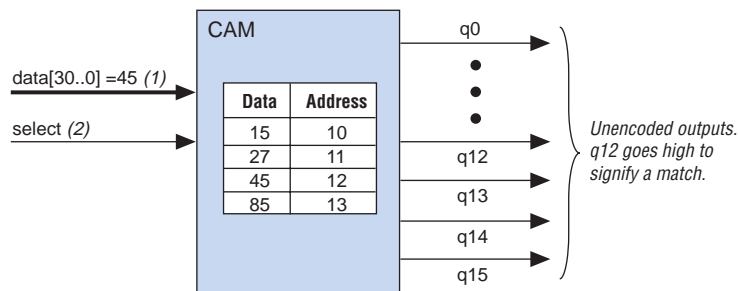 CAM
q0
data[30..0] =45 (1)
select (2)
Data Address
15 10
27 11
45 12
85 13
q12
q13
q14
q15
Unencoded outputs.
q12 goes high to
signify a match.